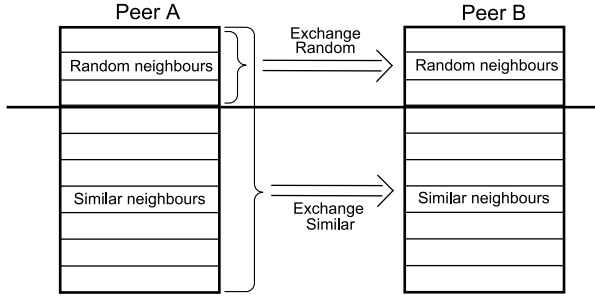 Peer A
Peer B
Exchange
Random
Random neighbours
Random neighbours
Similar neighbours
Similar neighbours
Exchange
Similar